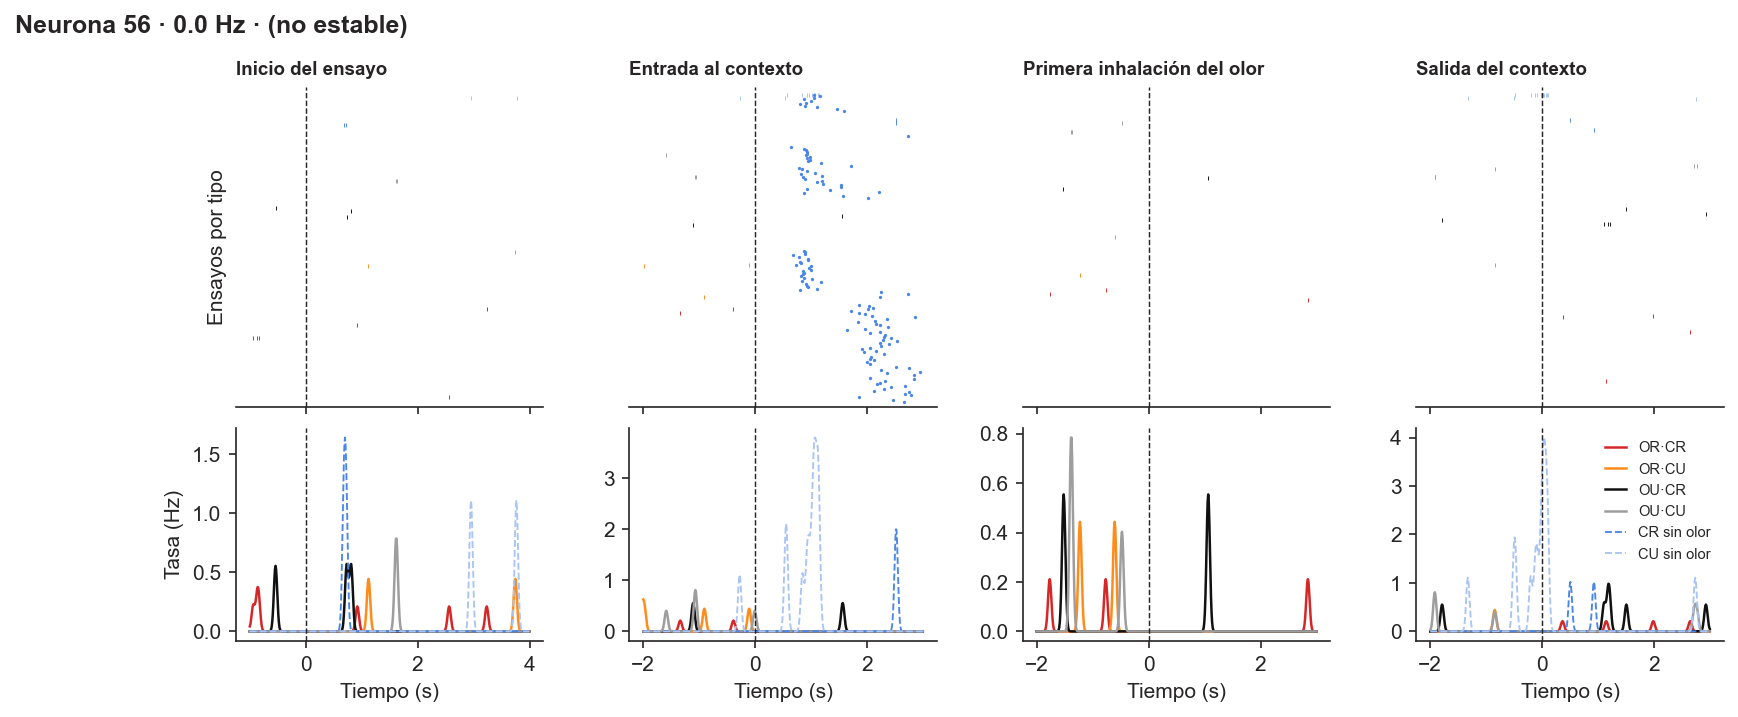 Neurona 56 · 0.0 Hz · (no estable)
Inicio del ensayo
Entrada al contexto
Primera inhalación del olor
Salida del contexto
Ensayos por tipo
Tasa (Hz)
1.5
1.0
0.5
0.0
0
2
4
Tiempo (s)
3
2
1
0
−2
0
2
Tiempo (s)
0.8
0.6
0.4
0.2
0.0
−2
0
2
Tiempo (s)
4
3
2
1
0
−2
0
2
Tiempo (s)
OR·CR
OR·CU
OU·CR
OU·CU
CR sin olor
CU sin olor